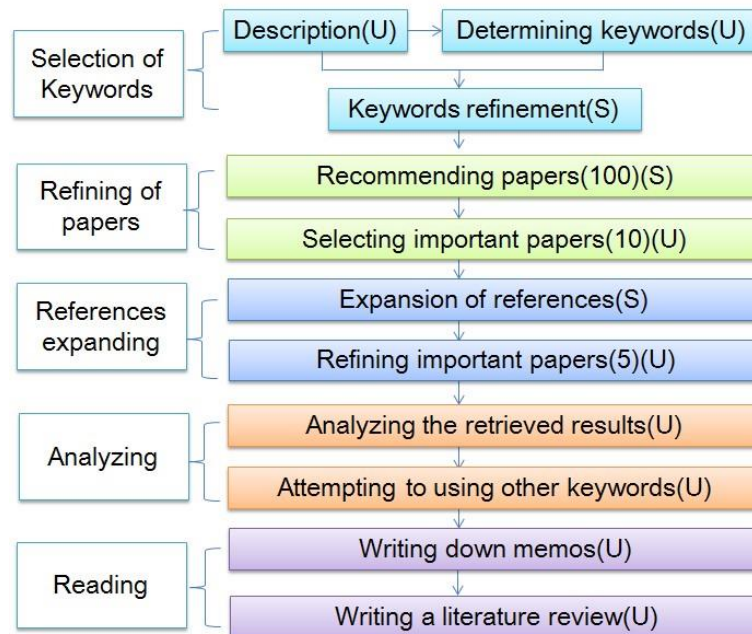 Selection of
Keywords
Description(U)
Determining keywords(U)
Keywords refinement(S)
Refining of
papers
Recommending papers(100)(S)
Selecting important papers(10)(U)
References
expanding
Expansion of references(S)
Refining important papers(5)(U)
Analyzing
Analyzing the retrieved results(U)
Attempting to using other keywords(U)
Reading
Writing down memos(U)
Writing a literature review(U)